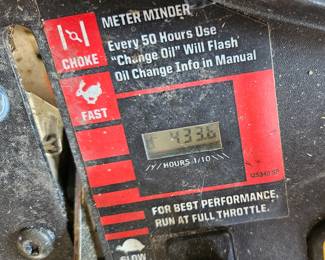 METER MINDER
Every 50 Hours Use
"Change Oil" Will Flash
Oil Change Info in Manual
CHOKE
FAST
433.6
HOURS 1/10
FOR BEST PERFORMANCE,
RUN AT FULL THROTTLE.
SLOW